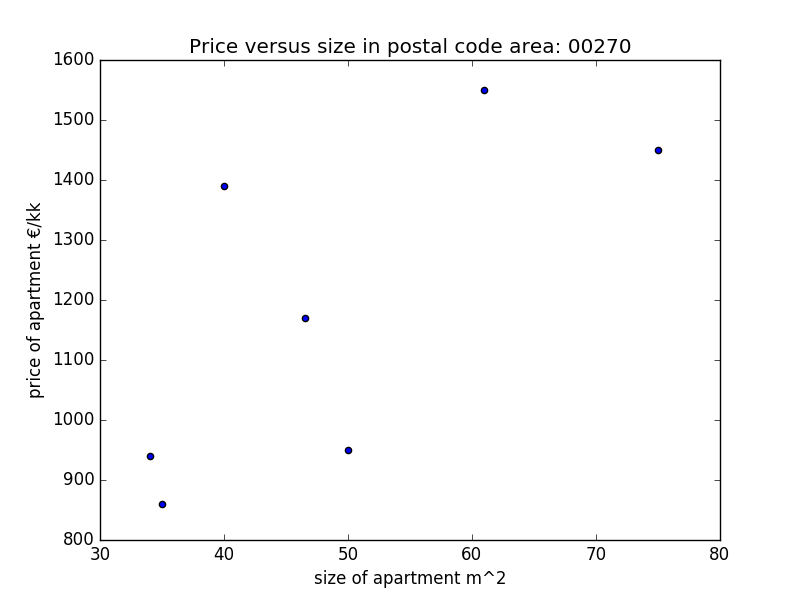 Price versus size in postal code area: 00270
1600
1500
1400
1300
1200
1100
1000
900
800
price of apartment €/kk
30 40 50 60 70 80
size of apartment m^2